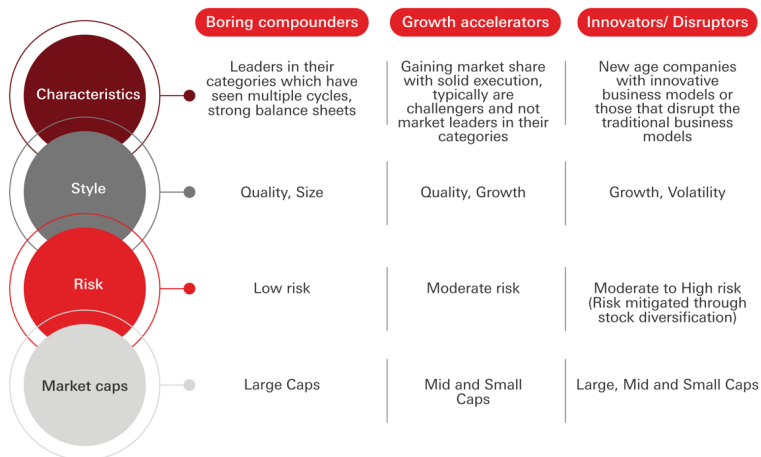 Boring compounders
Growth accelerators
Innovators/ Disruptors
Characteristics
Leaders in their
categories which have
seen multiple cycles,
strong balance sheets
Gaining market share
with solid execution,
typically are
challengers and not
market leaders in their
categories
New age companies
with innovative
business models or
those that disrupt the
traditional business
models
Style
Quality, Size
Quality, Growth
Growth, Volatility
Risk
Low risk
Moderate risk
Moderate to High risk
(Risk mitigated through
stock diversification)
Market caps
Large Caps
Mid and Small
Caps
Large, Mid and Small Caps